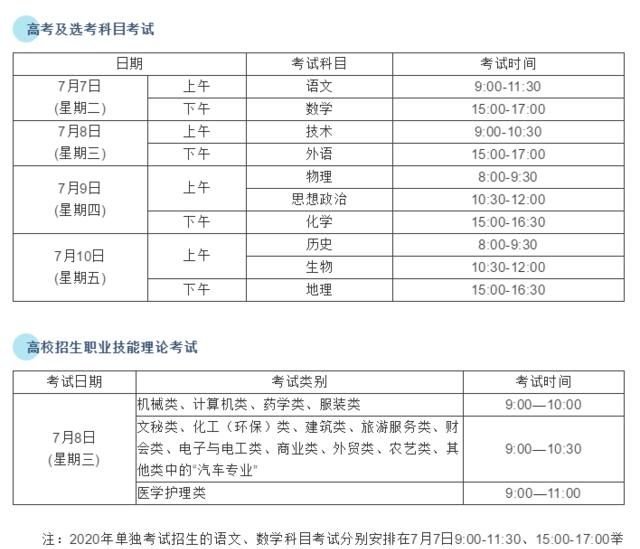 高考及选考科目考试
日期 考试科目 考试时间
7月7日
(星期二)
上午 语文 9:00-11:30
下午 数学 15:00-17:00
7月8日
(星期三)
上午 技术 9:00-10:30
下午 外语 15:00-17:00
7月9日
(星期四)
上午 物理 8:00-9:30
思想政治 10:30-12:00
下午 化学 15:00-16:30
7月10日
(星期五)
上午 历史 8:00-9:30
生物 10:30-12:00
下午 地理 15:00-16:30
高校招生职业技能理论考试
考试日期 考试类别 考试时间
7月8日
(星期三)
机械类、计算机类、药学类、服装类 9:00—10:00
文秘类、化工（环保）类、建筑类、旅游服务类、财
会类、电子与电工类、商业类、外贸类、农艺类、其 9:00—10:30
他类中的“汽车专业”
医学护理类 9:00—11:00
注：2020年单独考试招生的语文、数学科目考试分别安排在7月7日9:00-11:30、15:00-17:00举